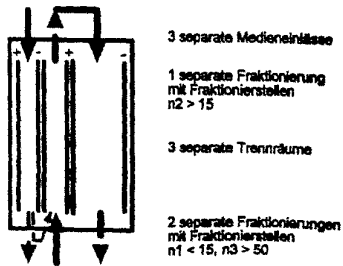 3 separate Medieneinlässe
+ - + -
1 separate Fraktionierung
mit Fraktionierstellen
n2 > 15
3 separate Trennräume
2 separate Fraktionierungen
mit Fraktionierstellen
n1 < 15, n3 > 50